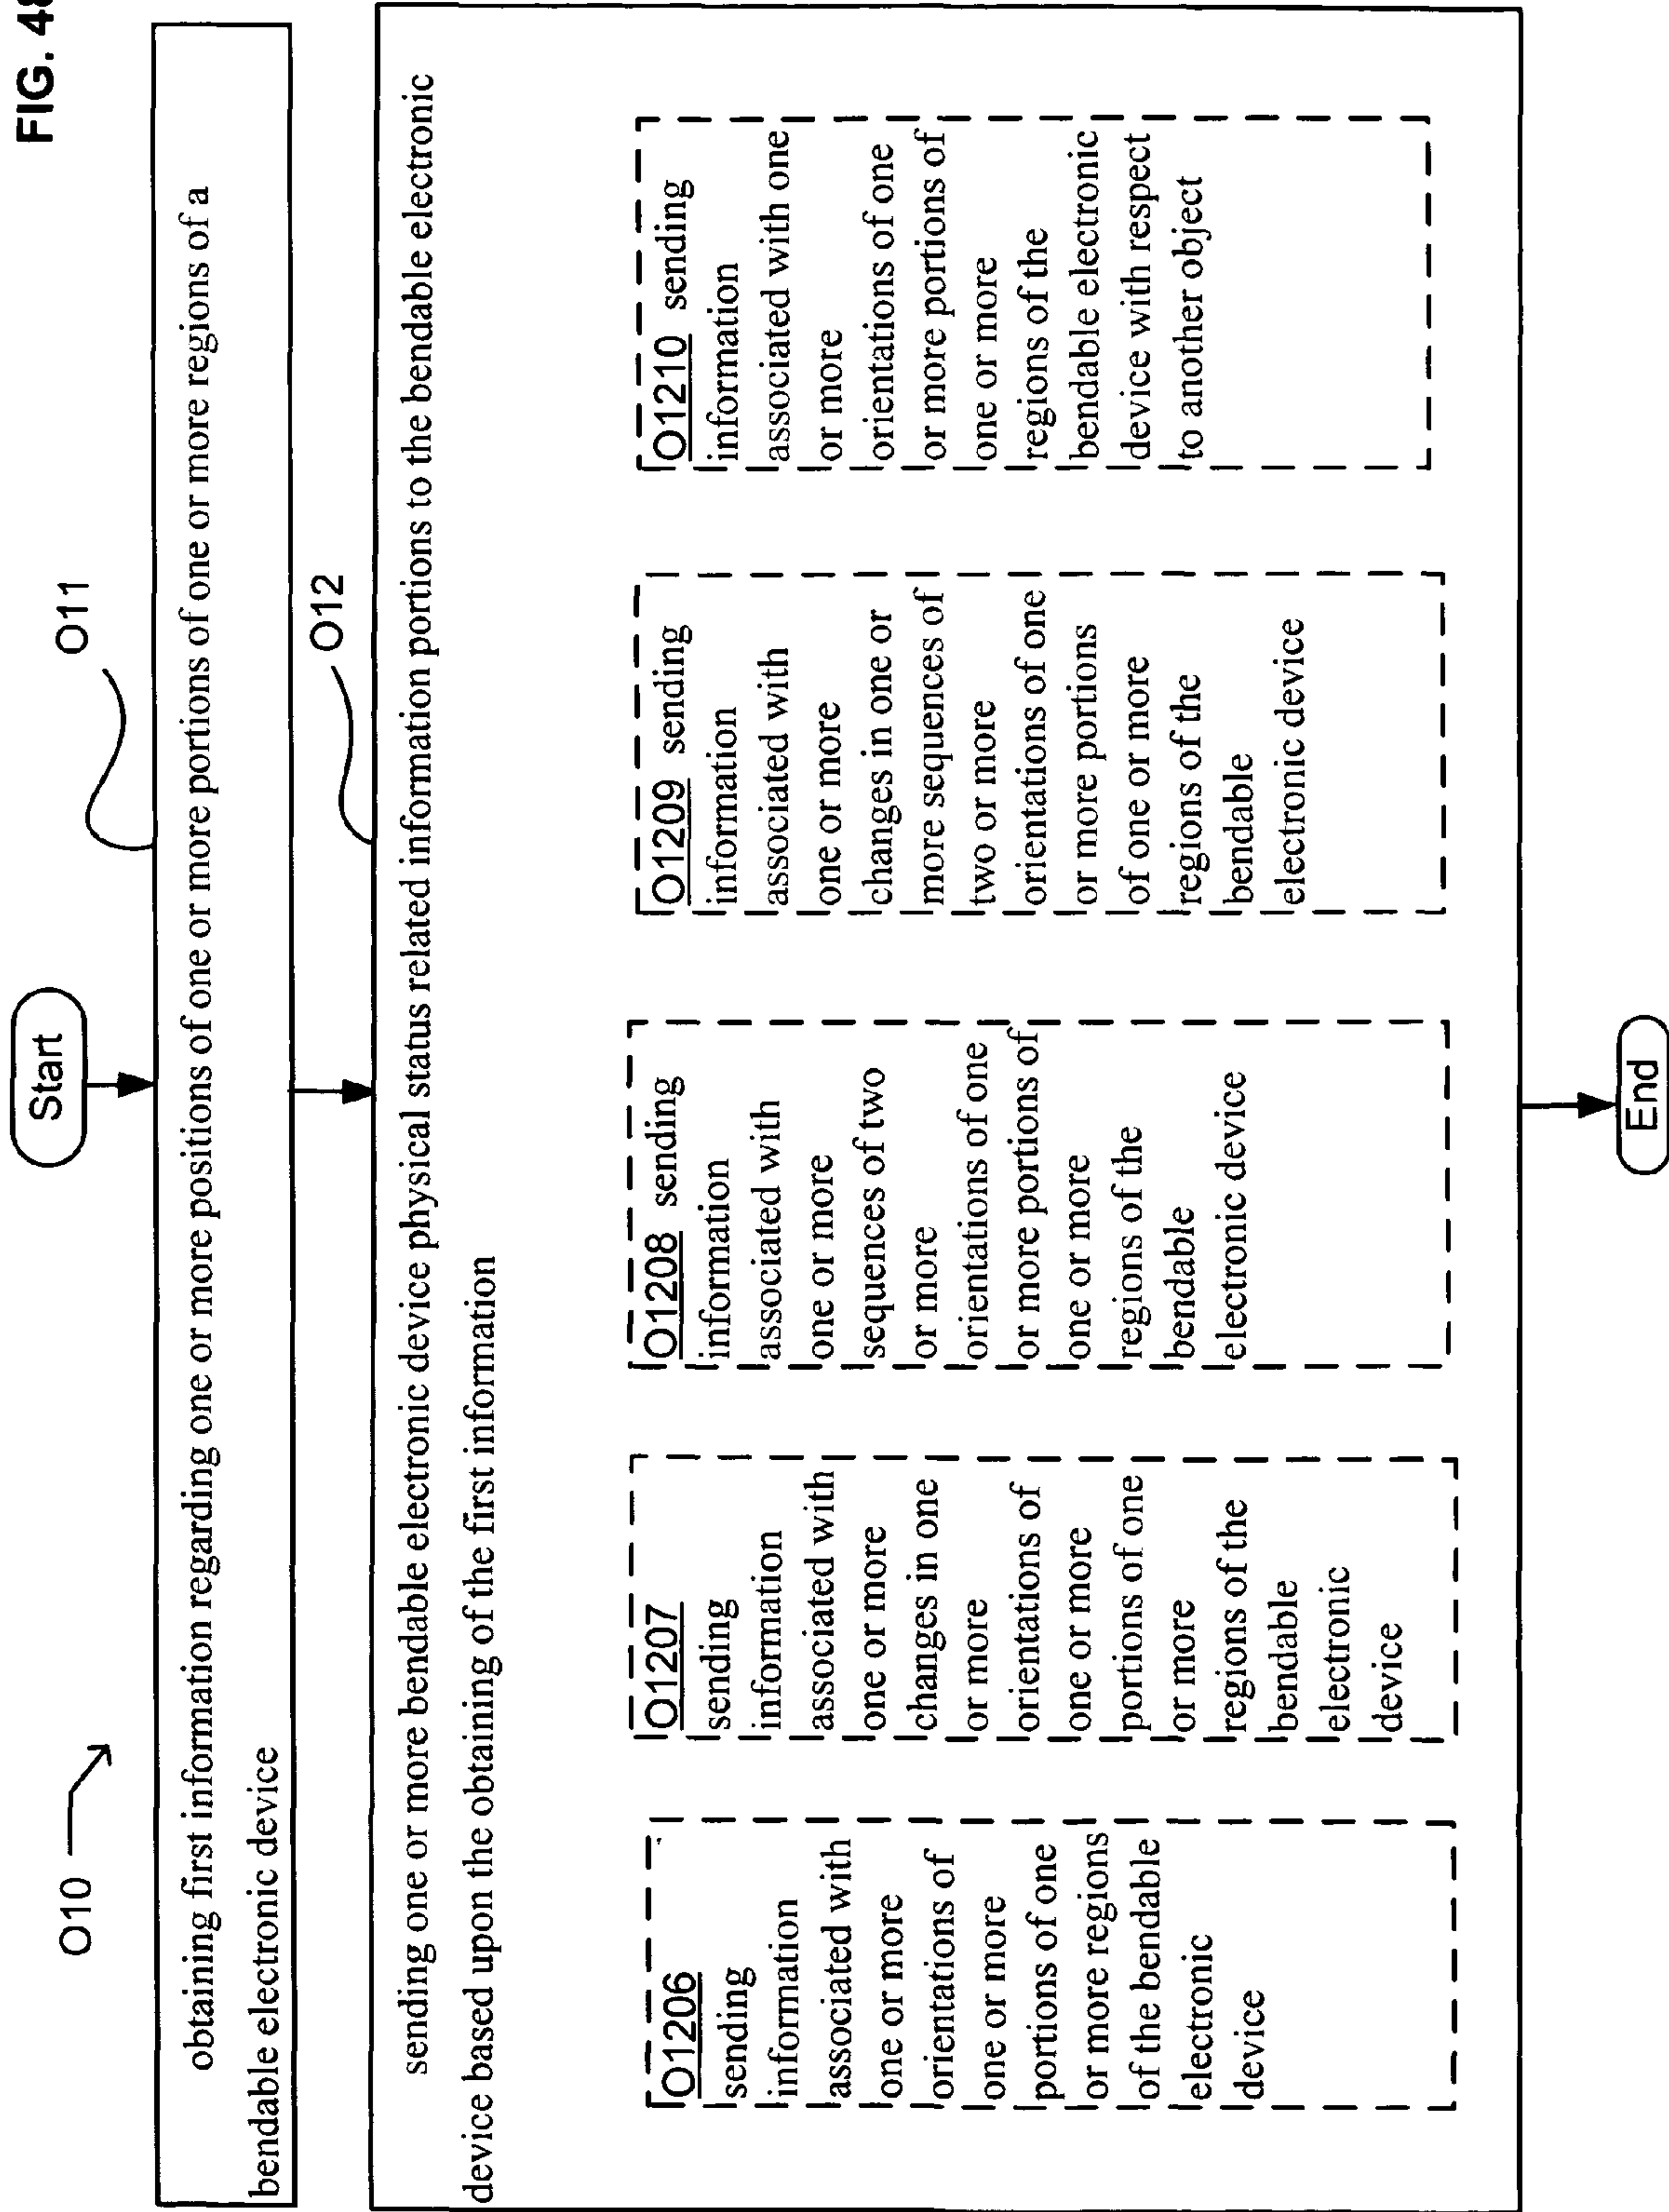 FIG. 48
Start
O10
O11
obtaining first information regarding one or more positions of one or more portions of one or more regions of a
bendable electronic device
O12
sending one or more bendable electronic device physical status related information portions to the bendable electronic
device based upon the obtaining of the first information
O1206
sending
information
associated with
one or more
orientations of
one or more
portions of one
or more regions
of the bendable
electronic
device
O1207
sending
information
associated with
one or more
changes in one
or more
orientations of
one or more
portions of one
or more
regions of the
bendable
electronic
device
O1208 sending
information
associated with
one or more
sequences of two
or more
orientations of one
or more portions of
one or more
regions of the
bendable
electronic device
O1209 sending
information
associated with
one or more
changes in one or
more sequences of
two or more
orientations of one
or more portions
of one or more
regions of the
bendable
electronic device
O1210 sending
information
associated with one
or more
orientations of one
or more portions of
one or more
regions of the
bendable electronic
device with respect
to another object
End